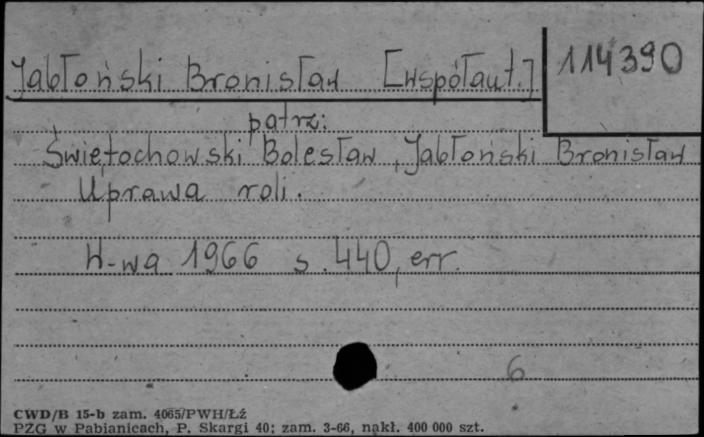 Jabłoński Bronisław [współaut.]
114390
patrz:
Świętochowski Bolesław, Jabłoński Bronisław
Uprawa roli.
W-wa 1966 s. 440, err.
6
CWD/B 15-b zam. 4065/PWH/Łź
PZG w Pabianicach, P. Skargi 40; zam. 3-66, nakł. 400 000 szt.